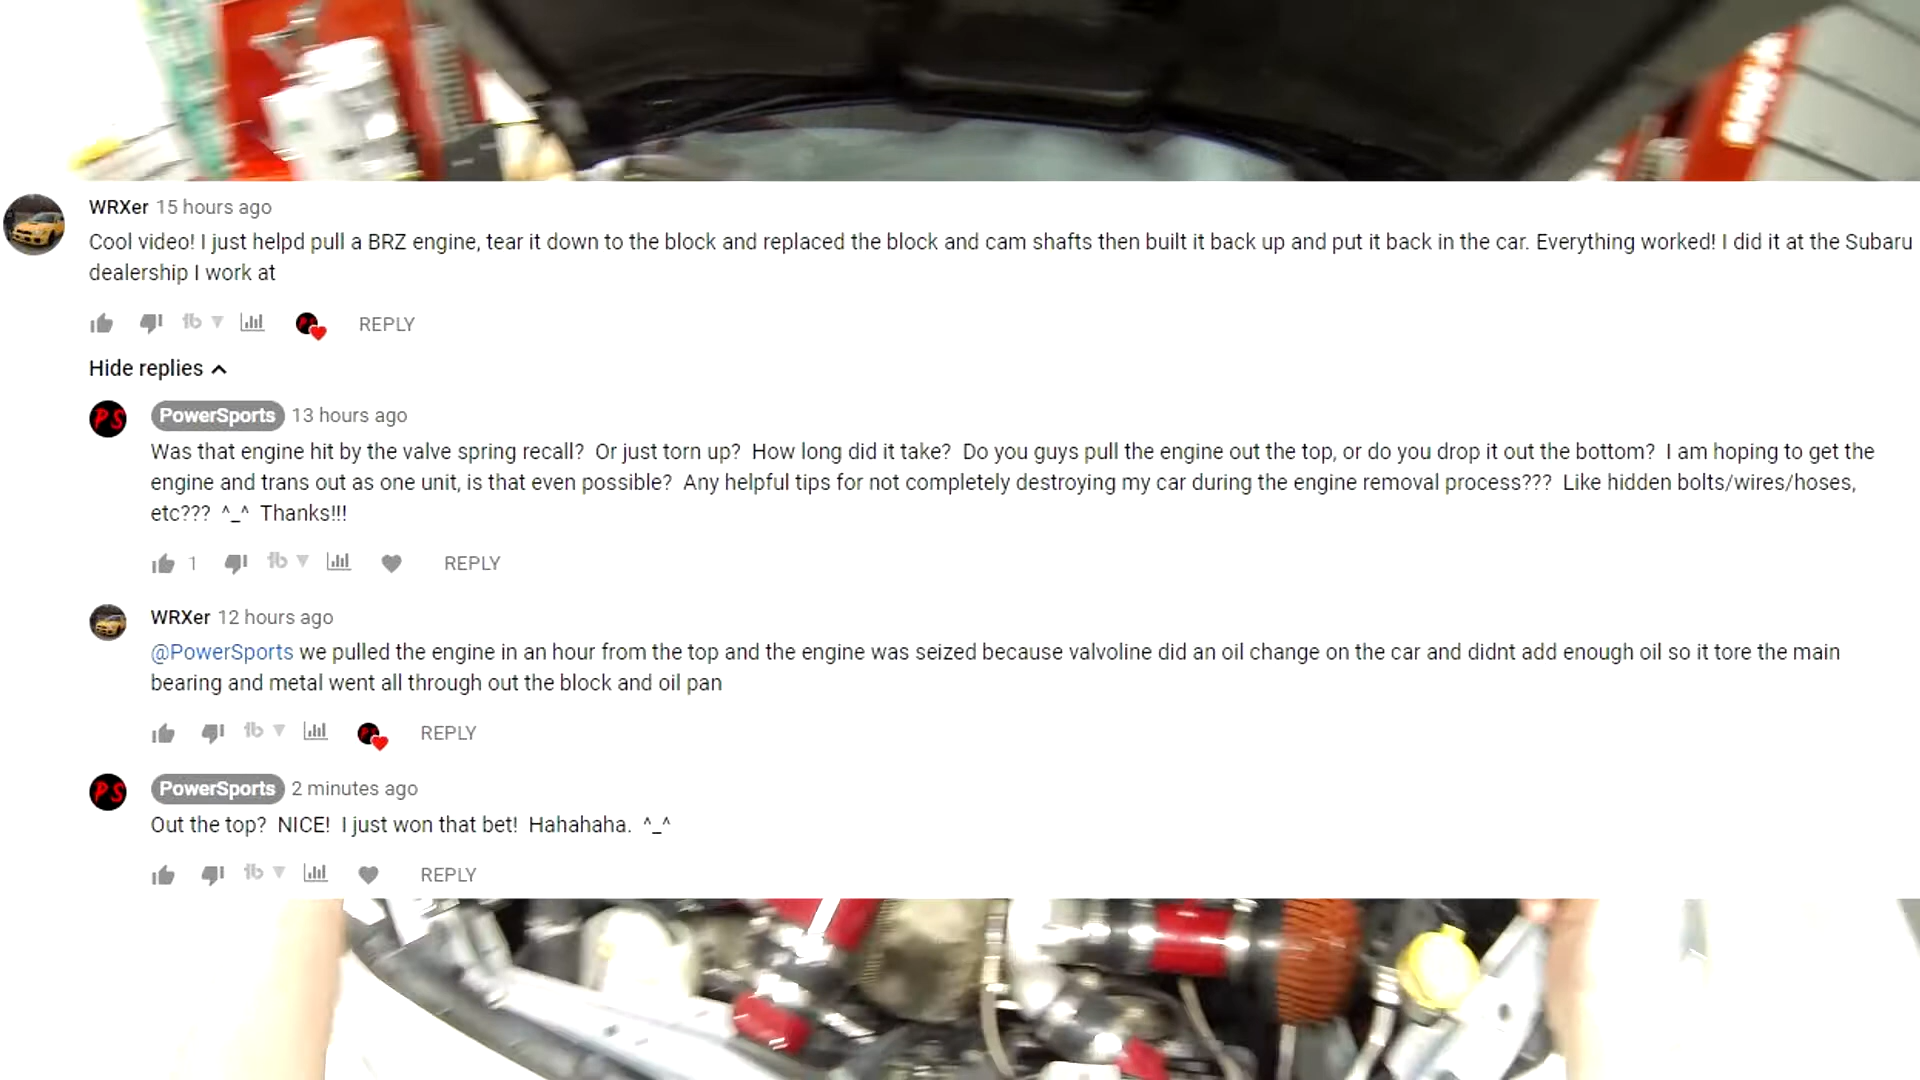 WRXer 15 hours ago
Cool video! I just helpd pull a BRZ engine, tear it down to the block and replaced the block and cam shafts then built it back up and put it back in the car. Everything worked! I did it at the Subaru
dealership I work at
REPLY
Hide replies
PS PowerSports 13 hours ago
Was that engine hit by the valve spring recall?  Or just torn up?  How long did it take?  Do you guys pull the engine out the top, or do you drop it out the bottom?  I am hoping to get the
engine and trans out as one unit, is that even possible?  Any helpful tips for not completely destroying my car during the engine removal process???  Like hidden bolts/wires/hoses,
etc???  ^_^  Thanks!!!
1 REPLY
WRXer 12 hours ago
@PowerSports we pulled the engine in an hour from the top and the engine was seized because valvoline did an oil change on the car and didnt add enough oil so it tore the main
bearing and metal went all through out the block and oil pan
REPLY
PS PowerSports 2 minutes ago
Out the top?  NICE!  I just won that bet!  Hahahaha.  ^_^
REPLY